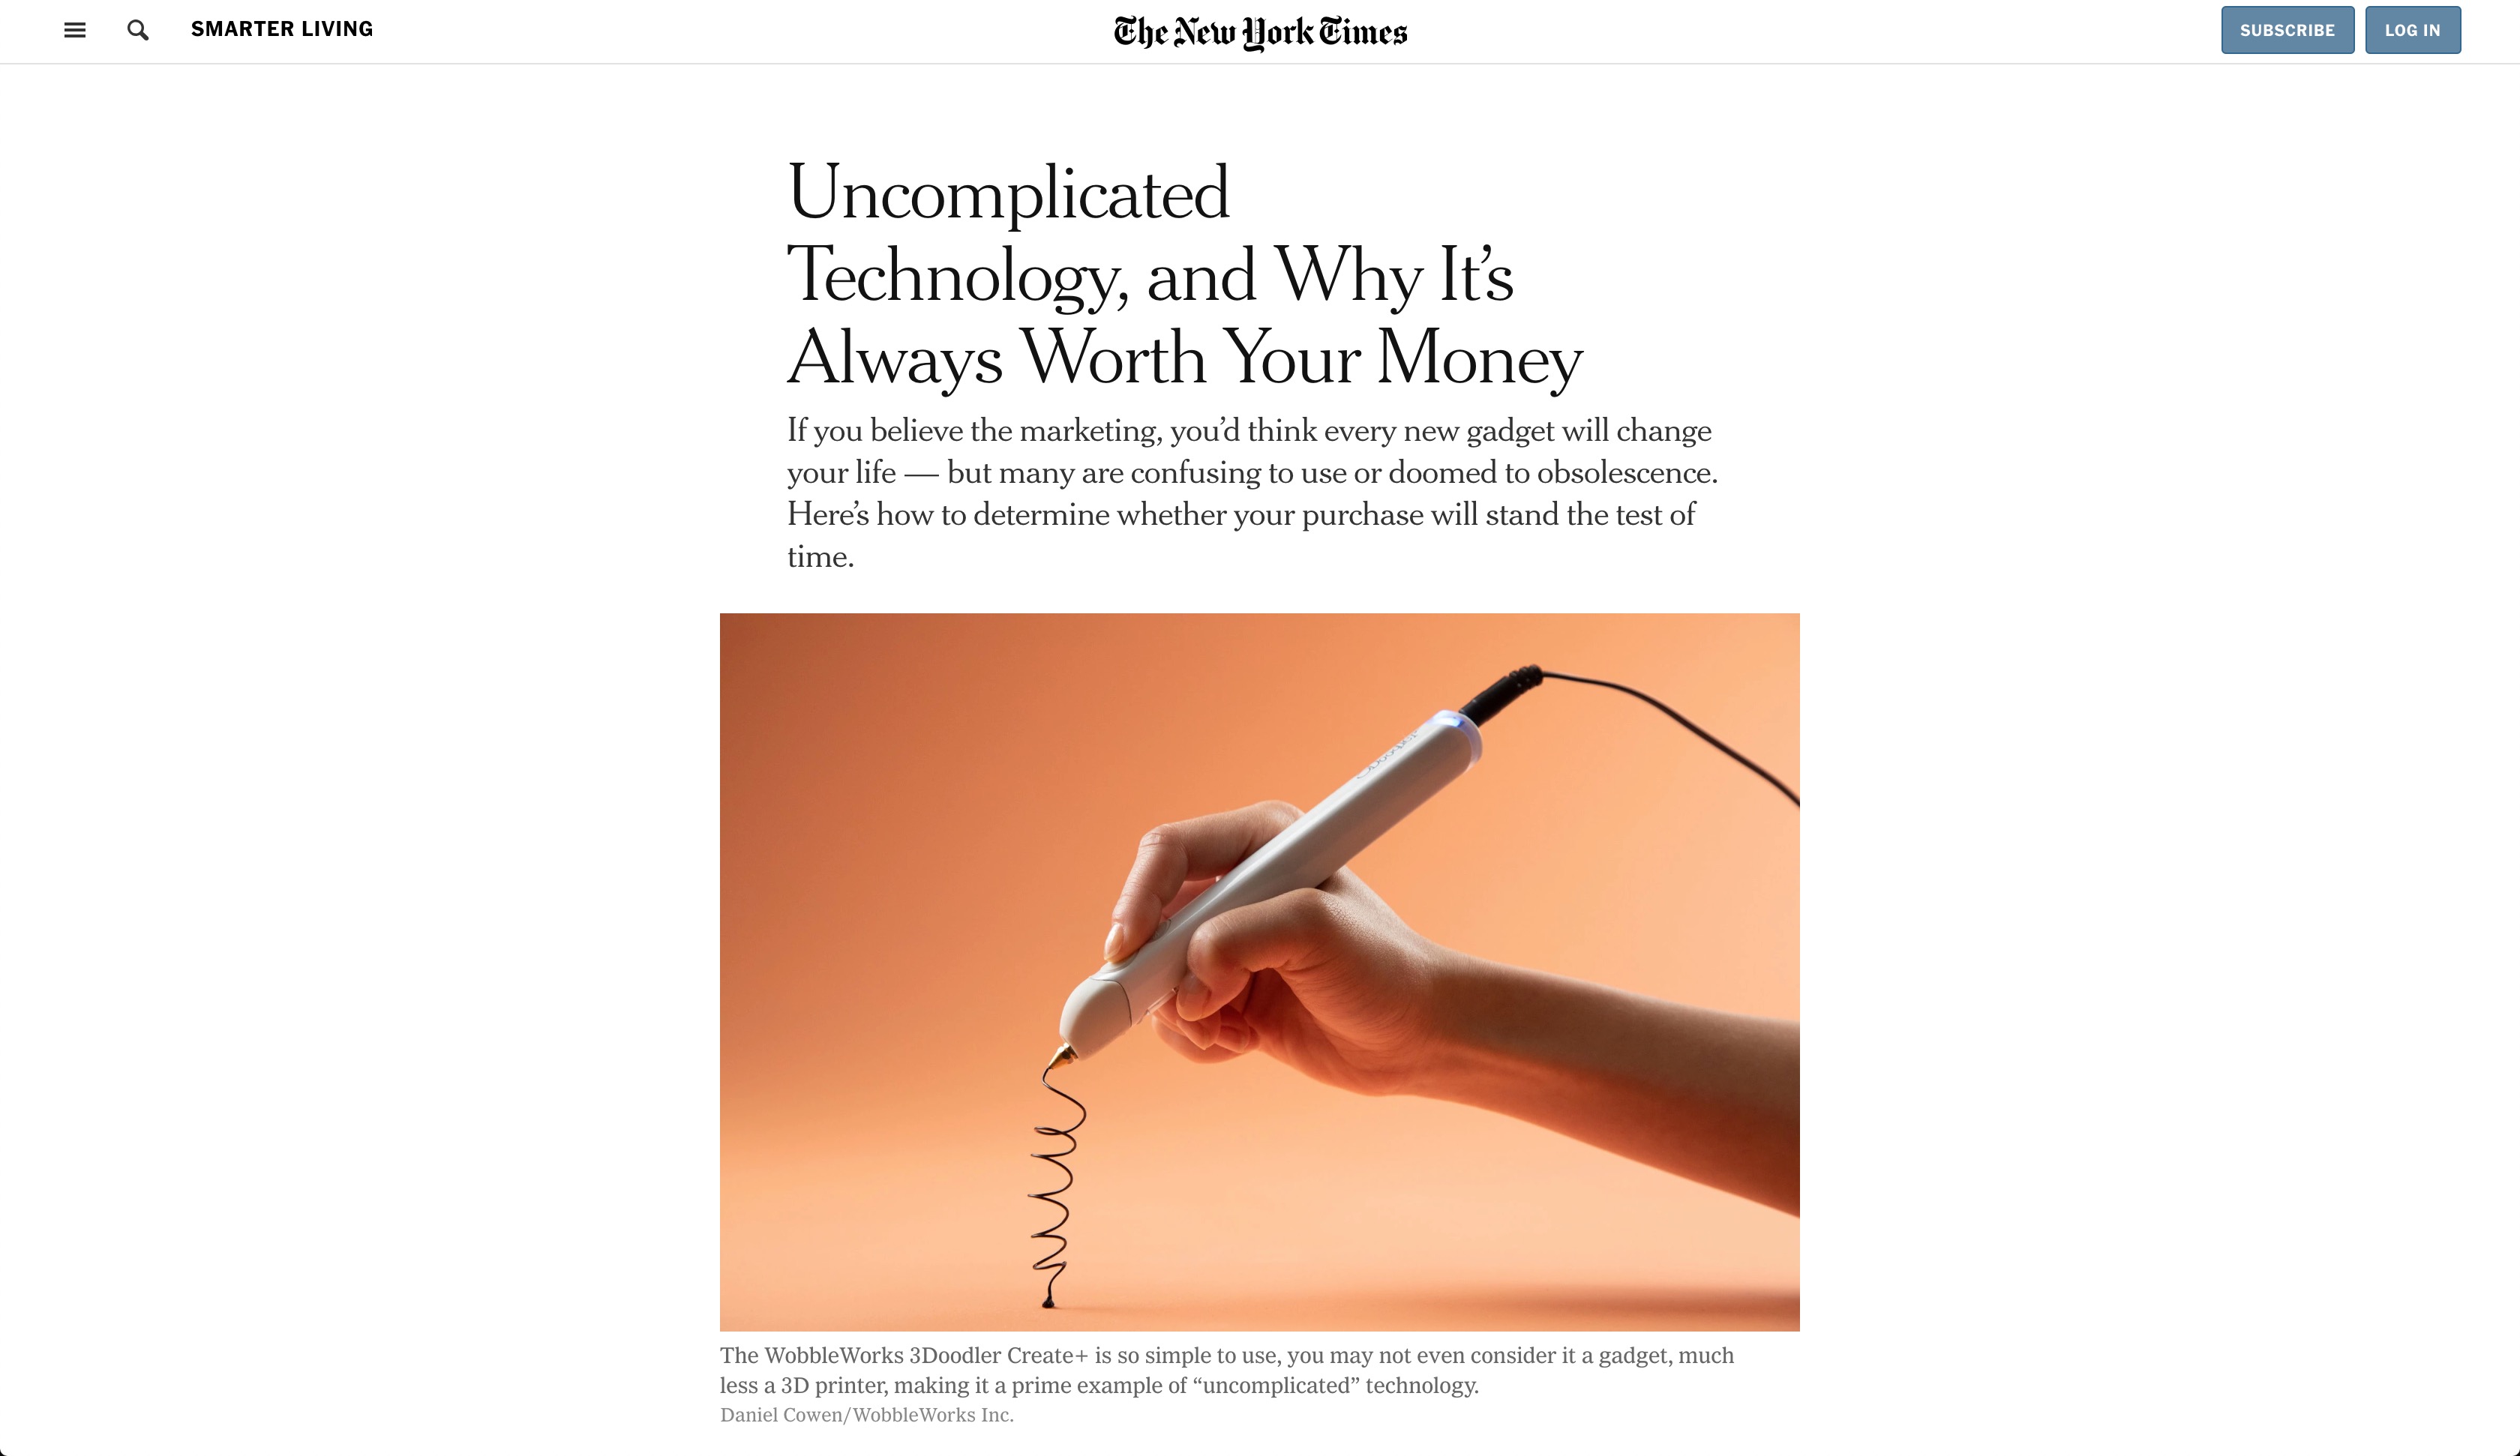 SMARTER LIVING
The New York Times
SUBSCRIBE
LOG IN
Uncomplicated
Technology, and Why It’s
Always Worth Your Money
If you believe the marketing, you’d think every new gadget will change
your life — but many are confusing to use or doomed to obsolescence.
Here’s how to determine whether your purchase will stand the test of
time.
The WobbleWorks 3Doodler Create+ is so simple to use, you may not even consider it a gadget, much
less a 3D printer, making it a prime example of “uncomplicated” technology.
Daniel Cowen/WobbleWorks Inc.